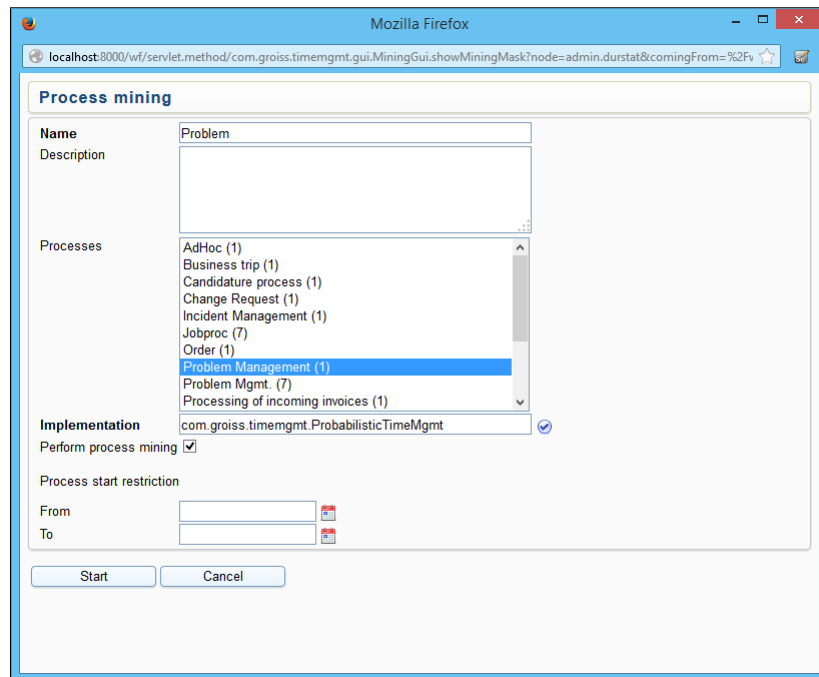 Mozilla Firefox
localhost:8000/wf/servlet.method/com.groiss.timemgmt.gui.MiningGui.showMiningMask?node=admin.durstat&comingFrom=%2Fv
Process mining
Name Problem
Description
Processes AdHoc (1)
Business trip (1)
Candidature process (1)
Change Request (1)
Incident Management (1)
Jobproc (7)
Order (1)
Problem Management (1)
Problem Mgmt. (7)
Processing of incoming invoices (1)
Implementation com.groiss.timemgmt.ProbabilisticTimeMgmt
Perform process mining
Process start restriction
From
To
Start Cancel